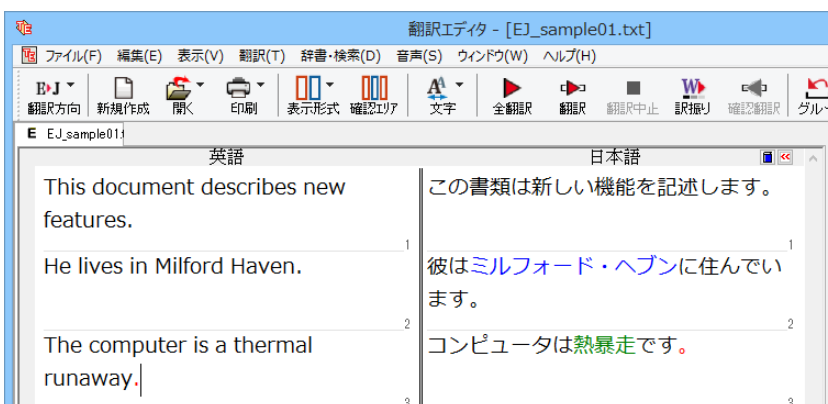 翻訳エディタ - [EJ_sample01.txt]
ファイル(F) 編集(E) 表示(V) 翻訳(T) 辞書・検索(D) 音声(S) ウィンドウ(W) ヘルプ(H)
E▸J
翻訳方向 新規作成 開く 印刷 表示形式 確認エリア 文字 全翻訳 翻訳 翻訳中止 訳振り 確認翻訳
E EJ_sample01
英語 日本語
This document describes new
features.
1
この書類は新しい機能を記述します。
1
He lives in Milford Haven.
2
彼はミルフォード・ヘブンに住んでい
ます。
2
The computer is a thermal
runaway.
3
コンピュータは熱暴走です。
3